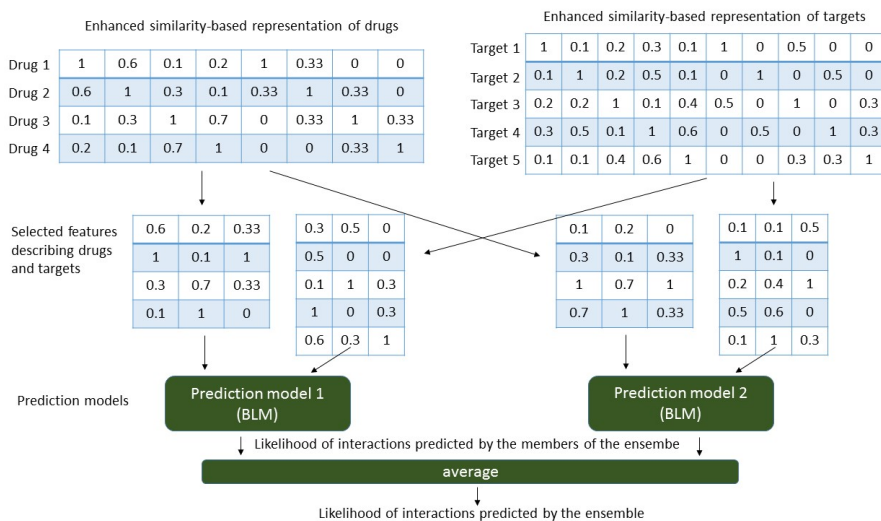 Enhanced similarity-based representation of drugs
Drug 1 1 0.6 0.1 0.2 1 0.33 0 0
Drug 2 0.6 1 0.3 0.1 0.33 1 0.33 0
Drug 3 0.1 0.3 1 0.7 0 0.33 1 0.33
Drug 4 0.2 0.1 0.7 1 0 0 0.33 1
Enhanced similarity-based representation of targets
Target 1 1 0.1 0.2 0.3 0.1 1 0 0.5 0 0
Target 2 0.1 1 0.2 0.5 0.1 0 1 0 0.5 0
Target 3 0.2 0.2 1 0.1 0.4 0.5 0 1 0 0.3
Target 4 0.3 0.5 0.1 1 0.6 0 0.5 0 1 0.3
Target 5 0.1 0.1 0.4 0.6 1 0 0 0.3 0.3 1
Selected features
describing drugs
and targets
0.6 0.2 0.33
1 0.1 1
0.3 0.7 0.33
0.1 1 0
0.3 0.5 0
0.5 0 0
0.1 1 0.3
1 0 0.3
0.6 0.3 1
0.1 0.2 0
0.3 0.1 0.33
1 0.7 1
0.7 1 0.33
0.1 0.1 0.5
1 0.1 0
0.2 0.4 1
0.5 0.6 0
0.1 1 0.3
Prediction models
Prediction model 1
(BLM)
Prediction model 2
(BLM)
Likelihood of interactions predicted by the members of the ensembe
average
Likelihood of interactions predicted by the ensemble